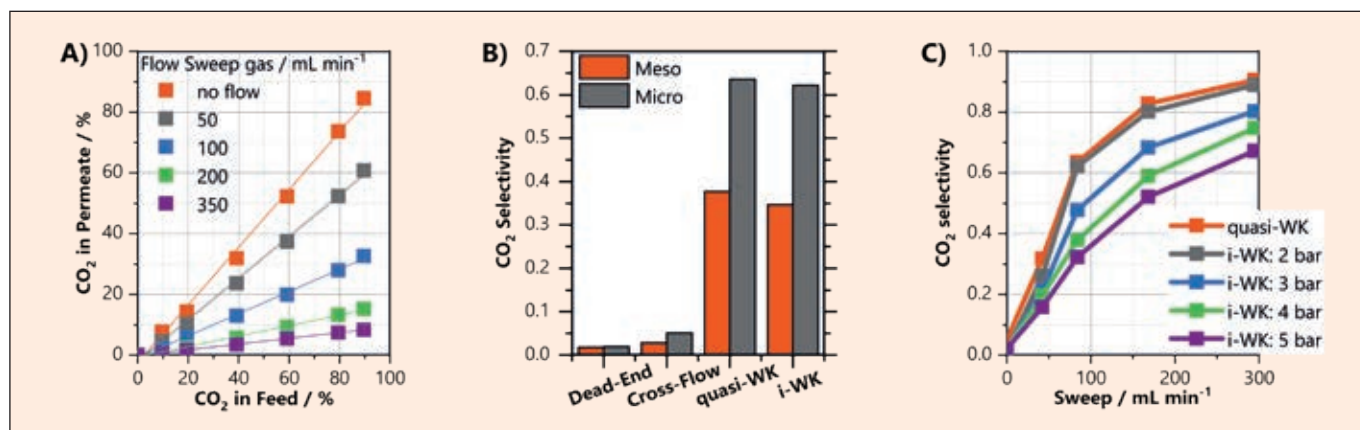 A)
Flow Sweep gas / mL min⁻¹
no flow
50
100
200
350
100
80
60
40
20
0
0 20 40 60 80 100
CO₂ in Permeate / %
CO₂ in Feed / %
B)
Meso
Micro
0.7
0.6
0.5
0.4
0.3
0.2
0.1
0.0
CO₂ Selectivity
Dead-End
Cross-Flow
quasi-WK
i-WK
C)
1.0
0.8
0.6
0.4
0.2
0.0
0 100 200 300
CO₂ selectivity
Sweep / mL min⁻¹
quasi-WK
i-WK: 2 bar
i-WK: 3 bar
i-WK: 4 bar
i-WK: 5 bar